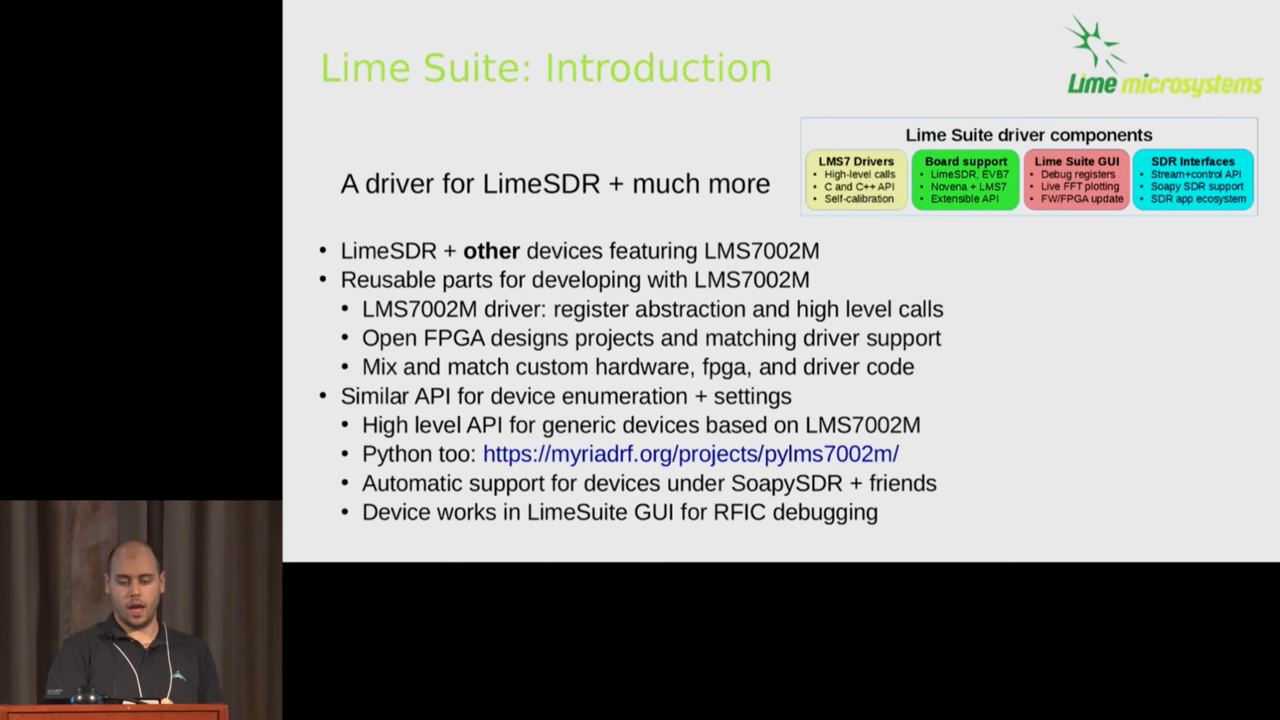 Lime Suite: Introduction
Lime microsystems
Lime Suite driver components
LMS7 Drivers
• High-level calls
• C and C++ API
• Self-calibration
Board support
• LimeSDR, EVB7
• Novena + LMS7
• Extensible API
Lime Suite GUI
• Debug registers
• Live FFT plotting
• FW/FPGA update
SDR Interfaces
• Stream+control API
• Soapy SDR support
• SDR app ecosystem
A driver for LimeSDR + much more
• LimeSDR + other devices featuring LMS7002M
• Reusable parts for developing with LMS7002M
• LMS7002M driver: register abstraction and high level calls
• Open FPGA designs projects and matching driver support
• Mix and match custom hardware, fpga, and driver code
• Similar API for device enumeration + settings
• High level API for generic devices based on LMS7002M
• Python too: https://myriadrf.org/projects/pylms7002m/
• Automatic support for devices under SoapySDR + friends
• Device works in LimeSuite GUI for RFIC debugging